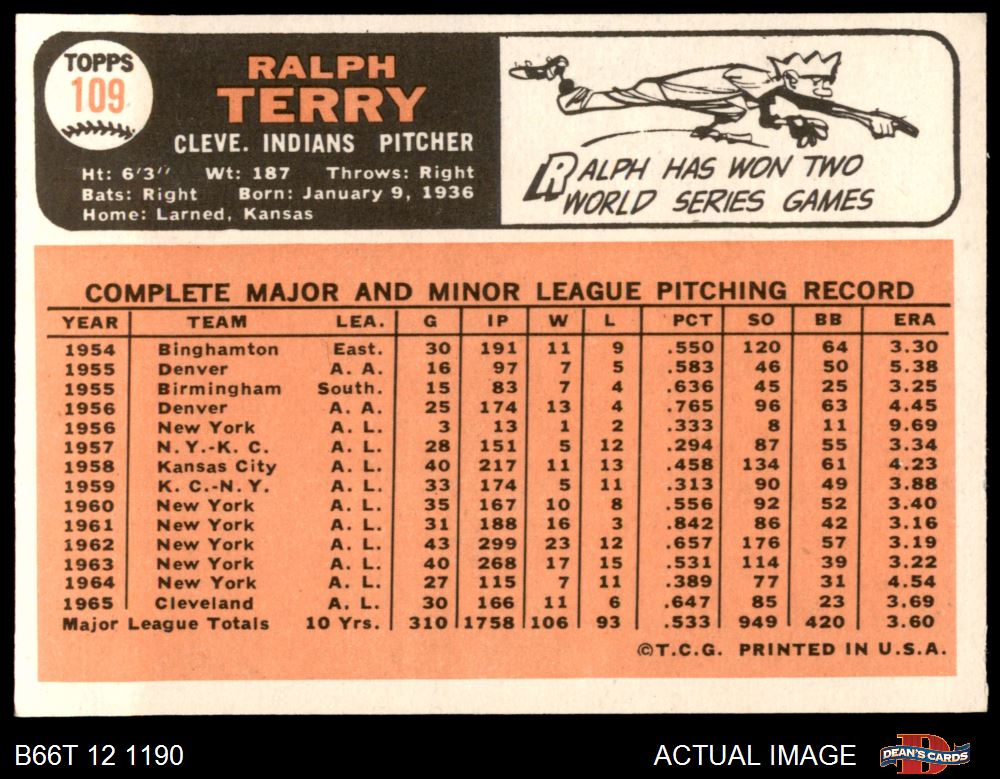 TOPPS
109
RALPH
TERRY
CLEVE. INDIANS PITCHER
Ht: 6'3" Wt: 187 Throws: Right
Bats: Right Born: January 9, 1936
Home: Larned, Kansas
RALPH HAS WON TWO
WORLD SERIES GAMES
COMPLETE MAJOR AND MINOR LEAGUE PITCHING RECORD
YEAR TEAM LEA. G IP W L PCT SO BB ERA
1954 Binghamton East. 30 191 11 9 .550 120 64 3.30
1955 Denver A. A. 16 97 7 5 .583 46 50 5.38
1955 Birmingham South. 15 83 7 4 .636 45 25 3.25
1956 Denver A. A. 25 174 13 4 .765 96 63 4.45
1956 New York A. L. 3 13 1 2 .333 8 11 9.69
1957 N. Y.-K. C. A. L. 28 151 5 12 .294 87 55 3.34
1958 Kansas City A. L. 40 217 11 13 .458 134 61 4.23
1959 K. C.-N. Y. A. L. 33 174 5 11 .313 90 49 3.88
1960 New York A. L. 35 167 10 8 .556 92 52 3.40
1961 New York A. L. 31 188 16 3 .842 86 42 3.16
1962 New York A. L. 43 299 23 12 .657 176 57 3.19
1963 New York A. L. 40 268 17 15 .531 114 39 3.22
1964 New York A. L. 27 115 7 11 .389 77 31 4.54
1965 Cleveland A. L. 30 166 11 6 .647 85 23 3.69
Major League Totals 10 Yrs. 310 1758 106 93 .533 949 420 3.60
©T.C.G. PRINTED IN U.S.A.
B66T 12 1190 ACTUAL IMAGE DEAN'S CARDS